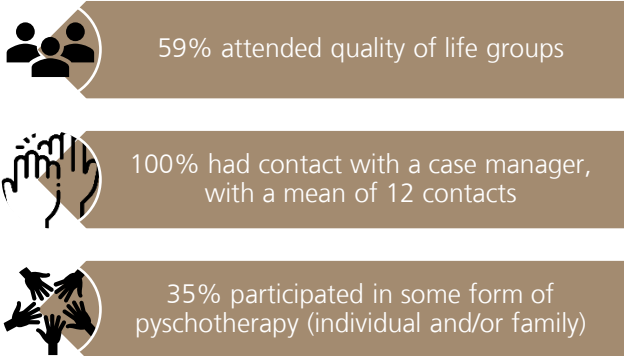 59% attended quality of life groups
100% had contact with a case manager,
with a mean of 12 contacts
35% participated in some form of
pyschotherapy (individual and/or family)